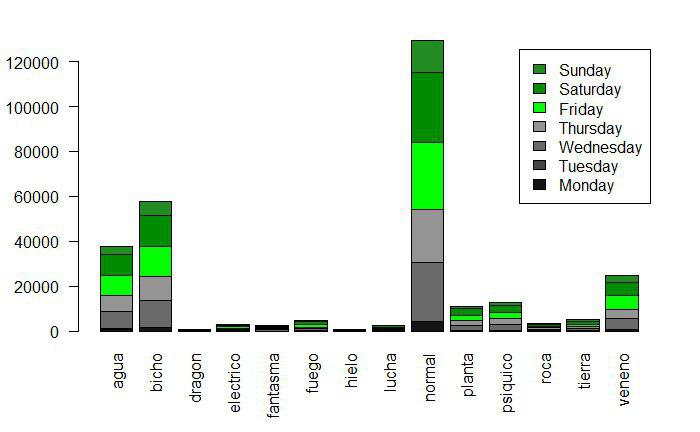 120000
100000
80000
60000
40000
20000
0
Sunday
Saturday
Friday
Thursday
Wednesday
Tuesday
Monday
agua
bicho
dragon
electrico
fantasma
fuego
hielo
lucha
normal
planta
psiquico
roca
tierra
veneno